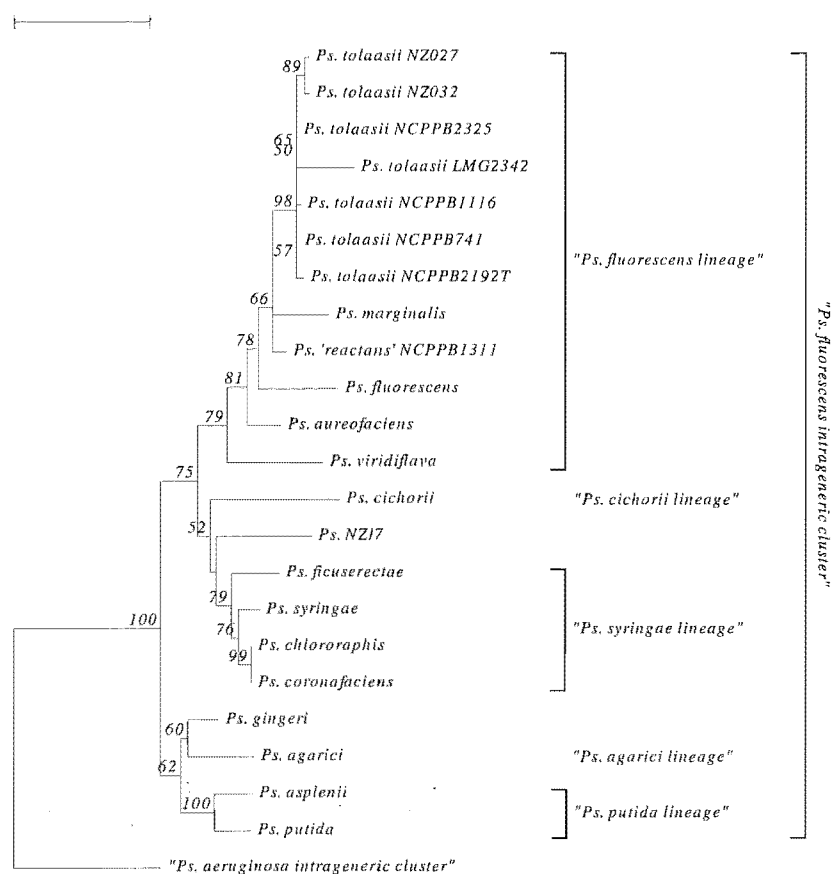 89
Ps. tolaasii NZ027
Ps. tolaasii NZ032
Ps. tolaasii NCPPB2325
65
50
Ps. tolaasii LMG2342
98
Ps. tolaasii NCPPB1116
Ps. tolaasii NCPPB741
57
Ps. tolaasii NCPPB2192T
"Ps. fluorescens lineage"
66
Ps. marginalis
78
Ps. 'reactans' NCPPB1311
81
Ps. fluorescens
79
Ps. aureofaciens
Ps. viridiflava
75
Ps. cichorii
"Ps. cichorii lineage"
52
Ps. NZ17
Ps. ficuserectae
79
Ps. syringae
76
"Ps. syringae lineage"
Ps. chlororaphis
99
Ps. coronafaciens
100
Ps. gingeri
60
Ps. agarici
"Ps. agarici lineage"
62
Ps. asplenii
100
"Ps. putida lineage"
Ps. putida
"Ps. fluorescens intrageneric cluster"
"Ps. aeruginosa intrageneric cluster"